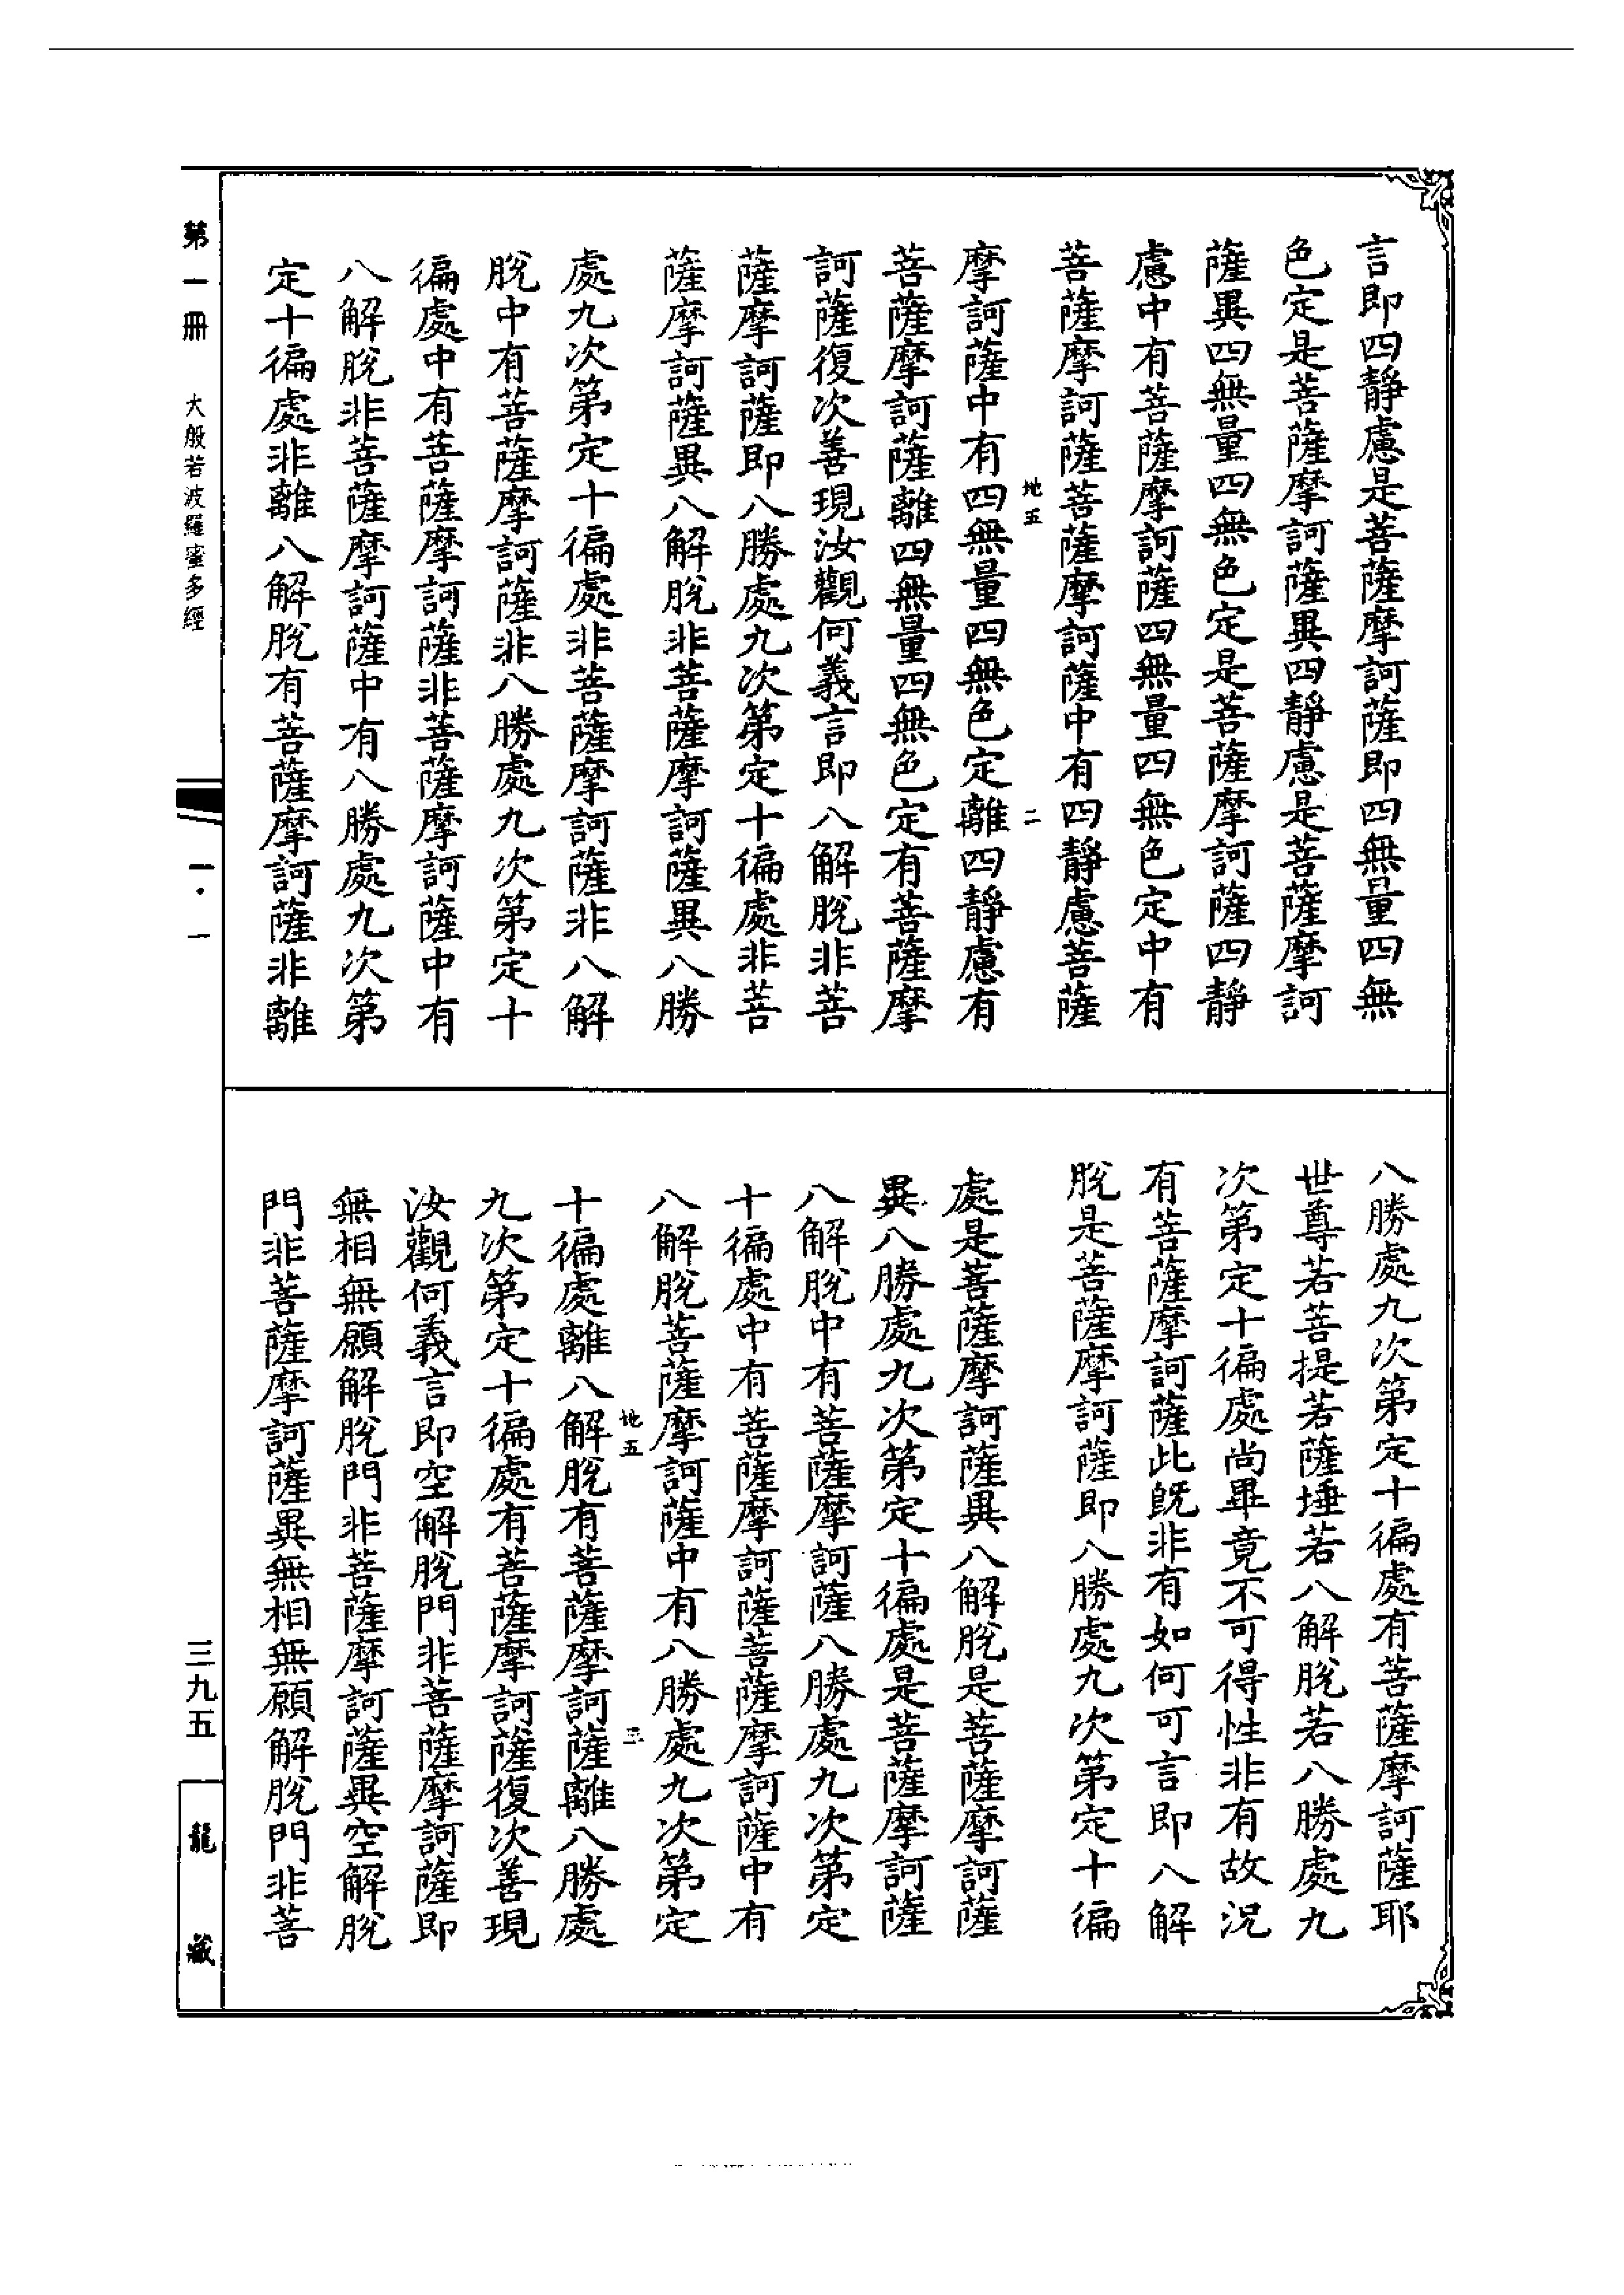 言即四靜慮是菩薩摩訶薩即四無量四無
色定是菩薩摩訶薩異四靜慮是菩薩摩訶
薩異四無量四無色定是菩薩摩訶薩四靜
慮中有菩薩摩訶薩四無量四無色定中有
菩薩摩訶薩菩薩摩訶薩中有四靜慮菩薩
地五
二
摩訶薩中有四無量四無色定離四靜慮有
菩薩摩訶薩離四無量四無色定有菩薩摩
訶薩復次善現汝觀何義言即八解脫非菩
薩摩訶薩即八勝處九次第定十徧處非菩
薩摩訶薩異八解脫非菩薩摩訶薩異八勝
處九次第定十徧處非菩薩摩訶薩非八解
脫中有菩薩摩訶薩非八勝處九次第定十
徧處中有菩薩摩訶薩非菩薩摩訶薩中有
八解脫非菩薩摩訶薩中有八勝處九次第
定十徧處非離八解脫有菩薩摩訶薩非離
八勝處九次第定十徧處有菩薩摩訶薩耶
世尊若菩提若薩埵若八解脫若八勝處九
次第定十徧處尚畢竟不可得性非有故況
有菩薩摩訶薩此旣非有如何可言即八解
脫是菩薩摩訶薩即八勝處九次第定十徧
處是菩薩摩訶薩異八解脫是菩薩摩訶薩
異八勝處九次第定十徧處是菩薩摩訶薩
八解脫中有菩薩摩訶薩八勝處九次第定
十徧處中有菩薩摩訶薩菩薩摩訶薩中有
八解脫菩薩摩訶薩中有八勝處九次第定
地五
三
十徧處離八解脫有菩薩摩訶薩離八勝處
九次第定十徧處有菩薩摩訶薩復次善現
汝觀何義言即空解脫門非菩薩摩訶薩即
無相無願解脫門非菩薩摩訶薩異空解脫
門非菩薩摩訶薩異無相無願解脫門非菩
第一冊 大般若波羅蜜多經
一・一
三九五
龍藏